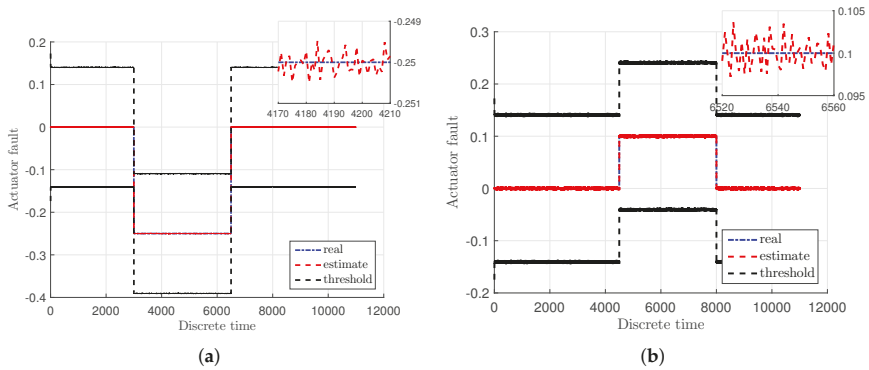 -0.249
-0.25
-0.251
4170 4180 4190 4200 4210
0.2
0.1
0
-0.1
-0.2
-0.3
-0.4
Actuator fault
real
estimate
threshold
0 2000 4000 6000 8000 10000 12000
Discrete time
(a)
0.105
0.1
0.095
6520 6540 6560
0.3
0.2
0.1
0
-0.1
-0.2
Actuator fault
real
estimate
threshold
0 2000 4000 6000 8000 10000 12000
Discrete time
(b)